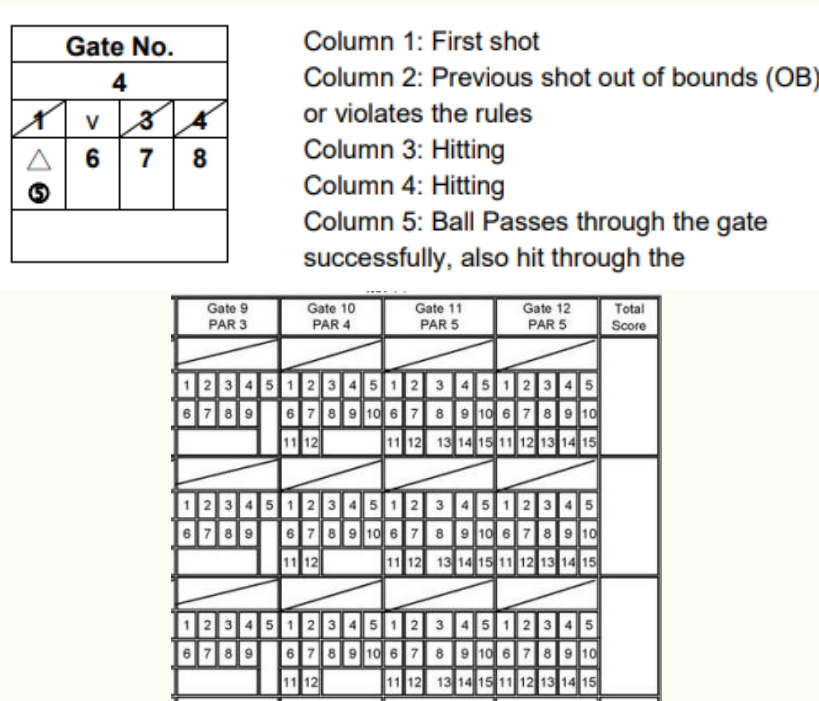 Gate No.
4
1 v 3 4
△ 6 7 8
⑤
Column 1: First shot
Column 2: Previous shot out of bounds (OB)
or violates the rules
Column 3: Hitting
Column 4: Hitting
Column 5: Ball Passes through the gate
successfully, also hit through the
Gate 9 Gate 10 Gate 11 Gate 12 Total
PAR 3 PAR 4 PAR 5 PAR 5 Score
1 2 3 4 5 1 2 3 4 5 1 2 3 4 5 1 2 3 4 5
6 7 8 9 6 7 8 9 10 6 7 8 9 10 6 7 8 9 10
11 12 11 12 13 14 15 11 12 13 14 15
1 2 3 4 5 1 2 3 4 5 1 2 3 4 5 1 2 3 4 5
6 7 8 9 6 7 8 9 10 6 7 8 9 10 6 7 8 9 10
11 12 11 12 13 14 15 11 12 13 14 15
1 2 3 4 5 1 2 3 4 5 1 2 3 4 5 1 2 3 4 5
6 7 8 9 6 7 8 9 10 6 7 8 9 10 6 7 8 9 10
11 12 11 12 13 14 15 11 12 13 14 15